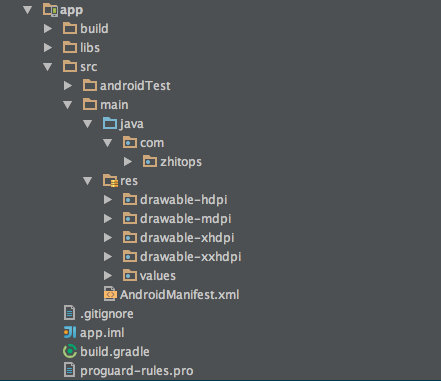 app
build
libs
src
androidTest
main
java
com
zhitops
res
drawable-hdpi
drawable-mdpi
drawable-xhdpi
drawable-xxhdpi
values
AndroidManifest.xml
.gitignore
app.iml
build.gradle
proguard-rules.pro